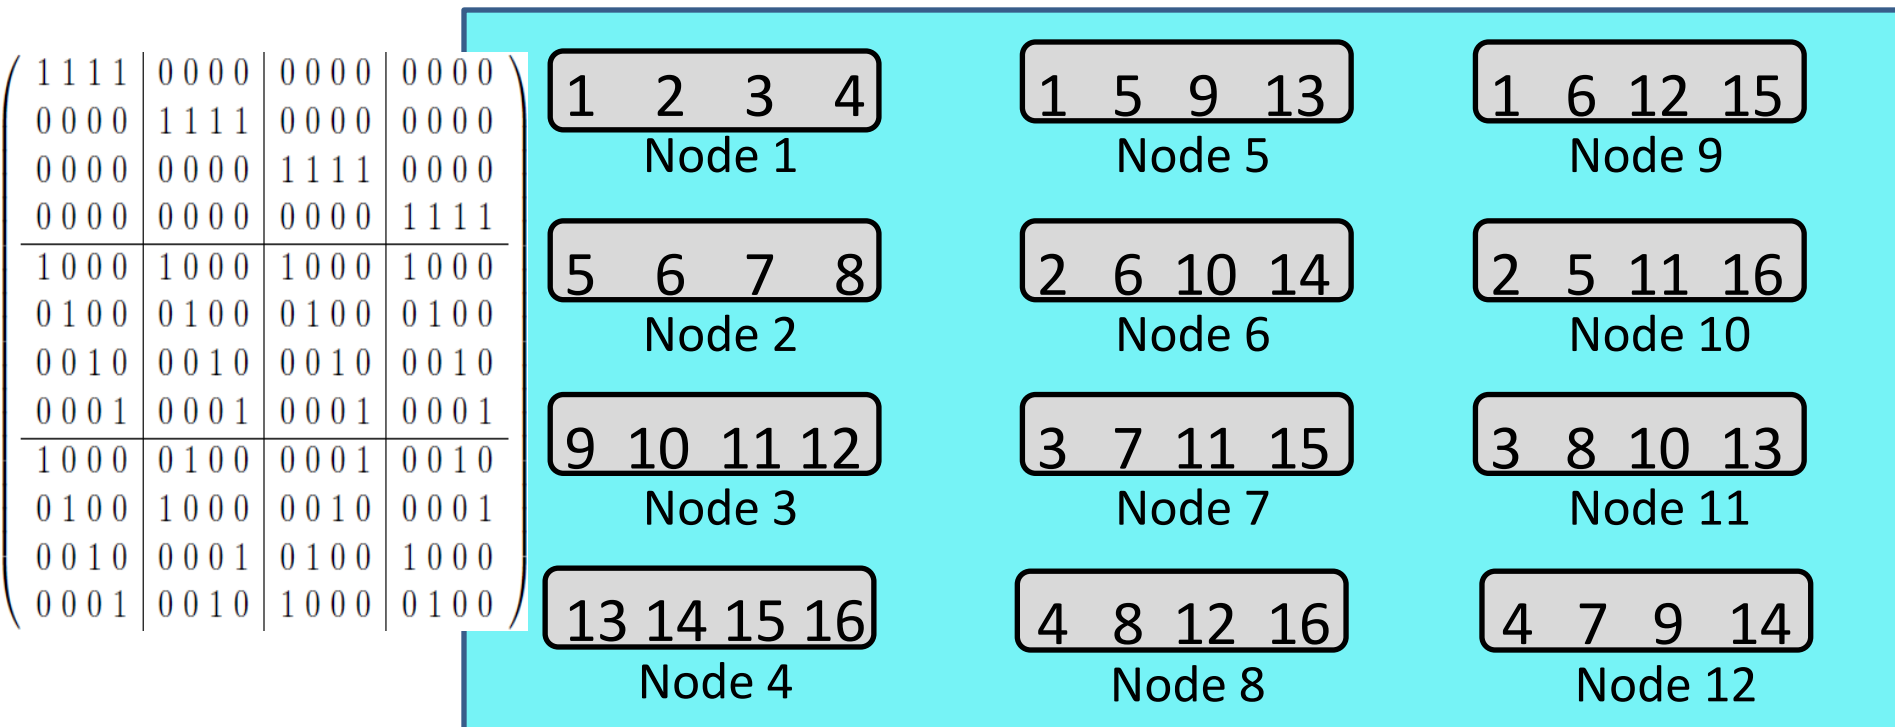 1 1 1 1 0 0 0 0 0 0 0 0 0 0 0 0
0 0 0 0 1 1 1 1 0 0 0 0 0 0 0 0
0 0 0 0 0 0 0 0 1 1 1 1 0 0 0 0
0 0 0 0 0 0 0 0 0 0 0 0 1 1 1 1
1 0 0 0 1 0 0 0 1 0 0 0 1 0 0 0
0 1 0 0 0 1 0 0 0 1 0 0 0 1 0 0
0 0 1 0 0 0 1 0 0 0 1 0 0 0 1 0
0 0 0 1 0 0 0 1 0 0 0 1 0 0 0 1
1 0 0 0 0 1 0 0 0 0 0 1 0 0 1 0
0 1 0 0 1 0 0 0 0 0 1 0 0 0 0 1
0 0 1 0 0 0 0 1 0 1 0 0 1 0 0 0
0 0 0 1 0 0 1 0 1 0 0 0 0 1 0 0
1 2 3 4
Node 1
5 6 7 8
Node 2
9 10 11 12
Node 3
13 14 15 16
Node 4
1 5 9 13
Node 5
2 6 10 14
Node 6
3 7 11 15
Node 7
4 8 12 16
Node 8
1 6 12 15
Node 9
2 5 11 16
Node 10
3 8 10 13
Node 11
4 7 9 14
Node 12